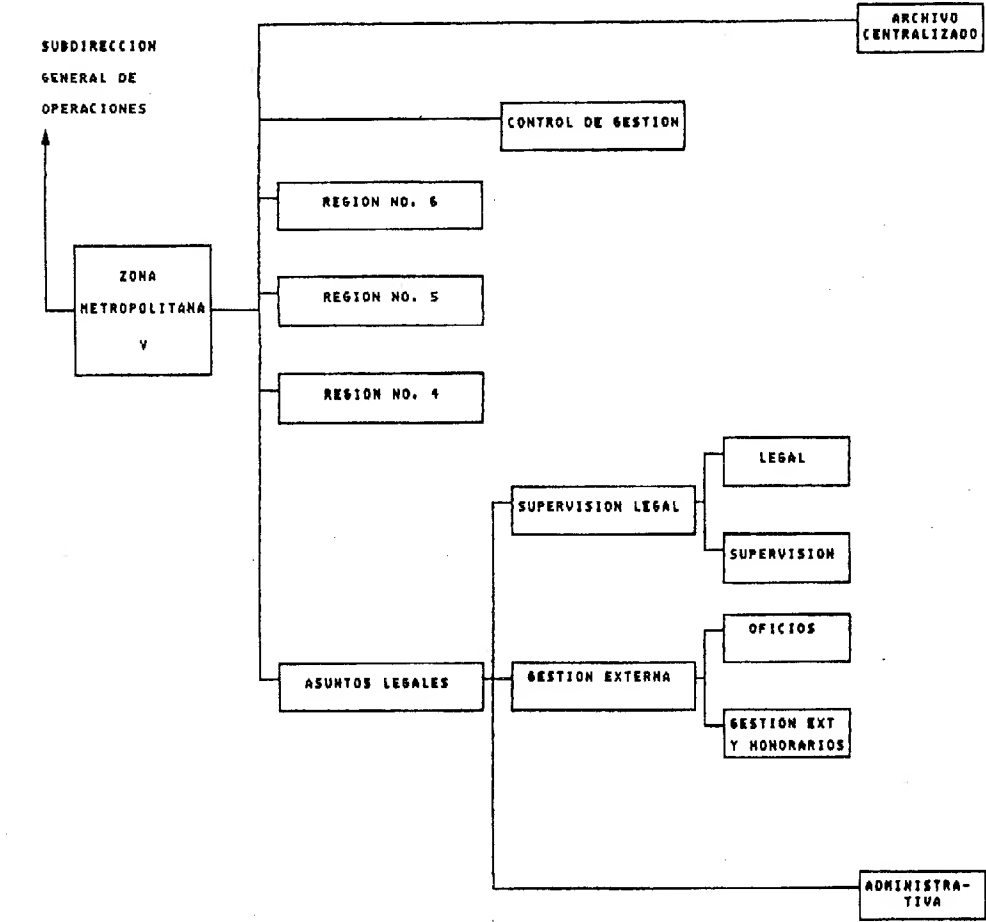 ARCHIVO
CENTRALIZADO
SUBDIRECCION
GENERAL DE
OPERACIONES
CONTROL DE GESTION
REGION NO. 6
ZONA
METROPOLITANA
V
REGION NO. 5
REGION NO. 4
LEGAL
SUPERVISION LEGAL
SUPERVISION
OFICIOS
ASUNTOS LEGALES
GESTION EXTERNA
GESTION EXT
Y HONORARIOS
ADMINISTRA-
TIVA